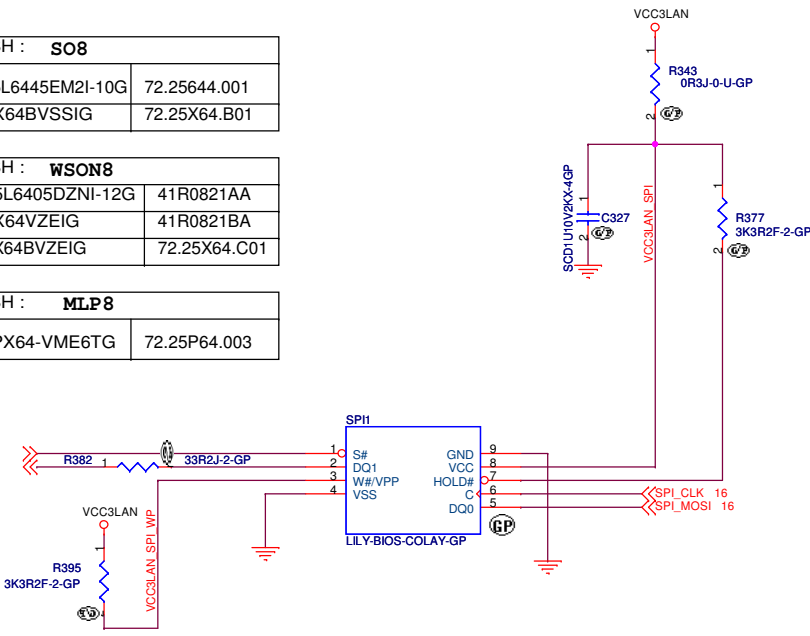 VCC3LAN
1
R343
0R3J-0-U-GP
2
G/P
H : SO8
L6445EM2I-10G 72.25644.001
X64BVSSIG 72.25X64.B01
H : WSON8
5L6405DZNI-12G 41R0821AA
X64VZEIG 41R0821BA
X64BVZEIG 72.25X64.C01
H : MLP8
PX64-VME6TG 72.25P64.003
SCD1U10V2KX-4GP
1
C327
2
G/P
VCC3LAN_SPI
1
R377
3K3R2F-2-GP
2
G/P
SPI1
R382 1 33R2J-2-GP
1 S# GND 9
2 DQ1 VCC 8
3 W#/VPP HOLD# 7
4 VSS C 6
DQ0 5
SPI_CLK 16
SPI_MOSI 16
GP
LILY-BIOS-COLAY-GP
VCC3LAN
1
R395
3K3R2F-2-GP
VCC3LAN_SPI_WP